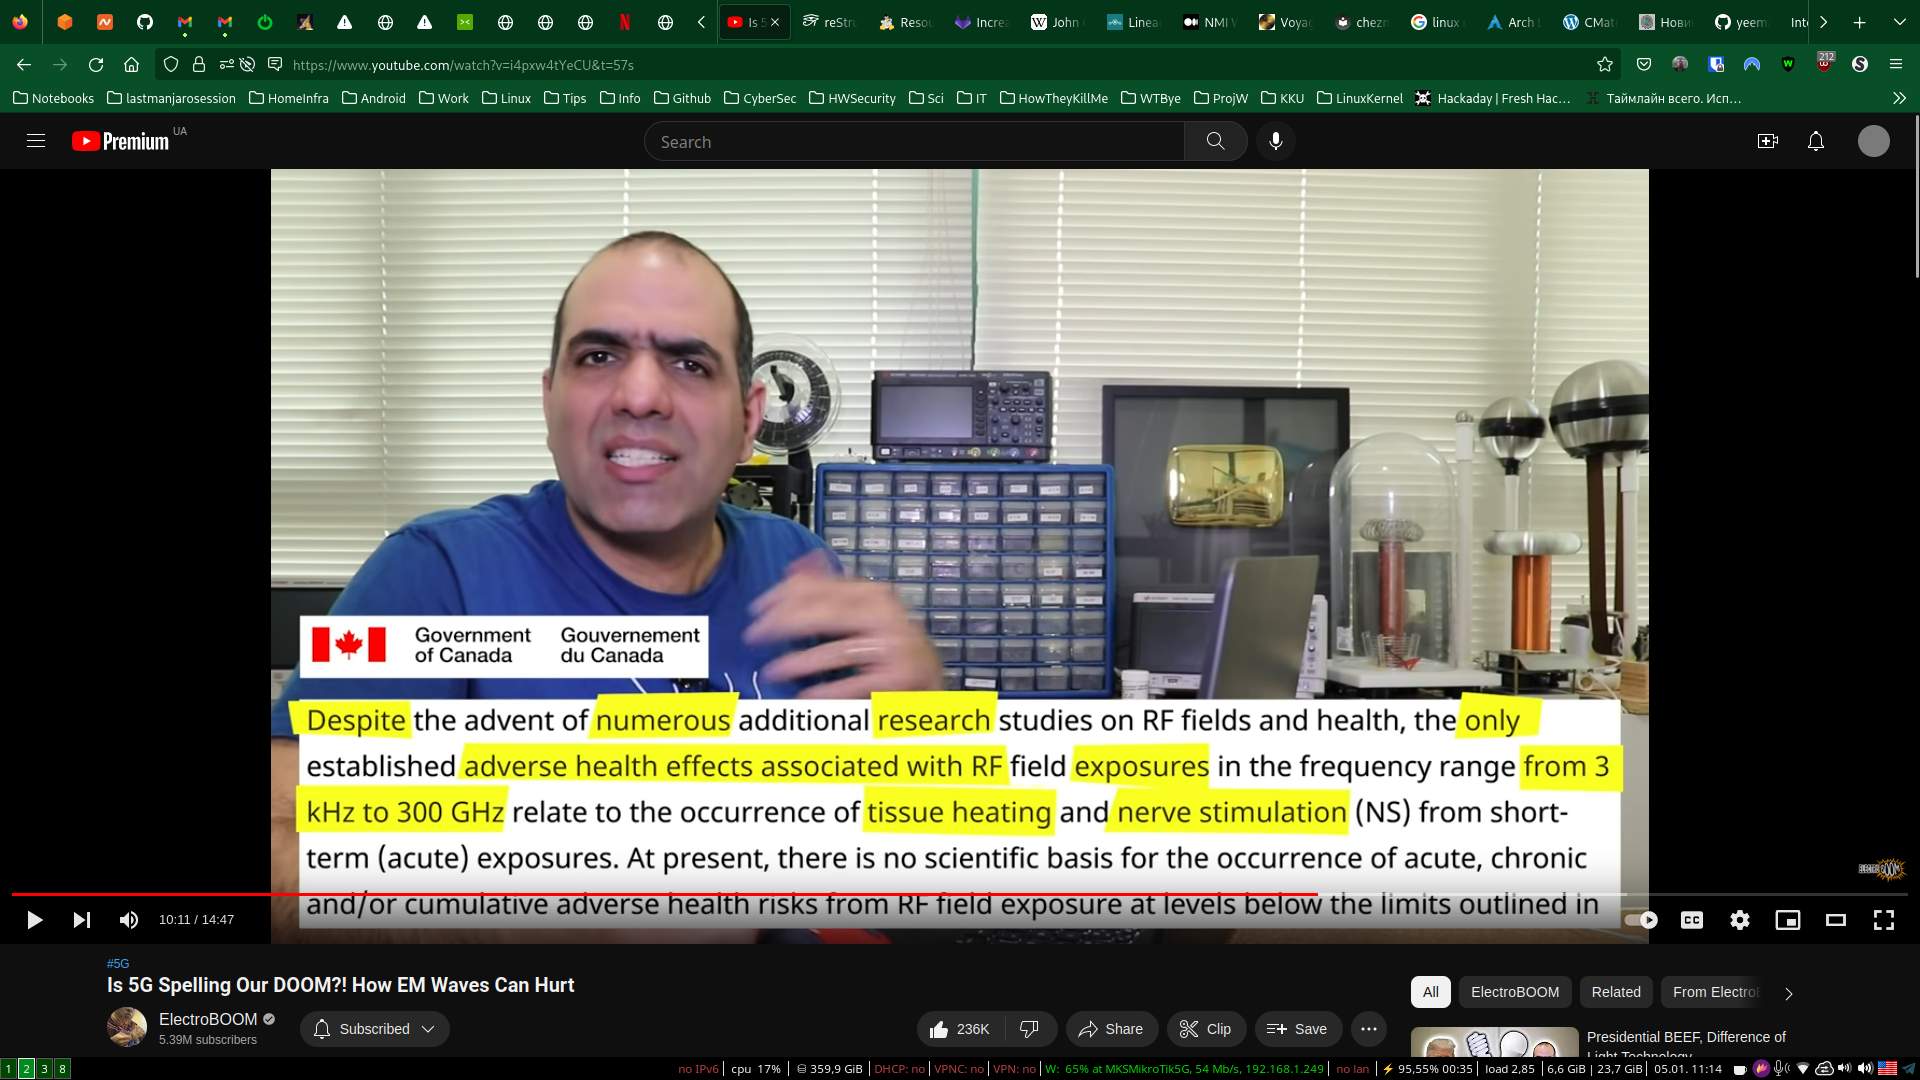 Is 5
reStru
Reso
Increa
John
Linea
NMI
Voyag
chezm
linux
Arch L
CMat
Нови
yeem
Int
https://www.youtube.com/watch?v=i4pxw4tYeCU&t=57s
212
Notebooks lastmanjarosession HomeInfra Android Work Linux Tips Info Github CyberSec HWSecurity Sci IT HowTheyKillMe WTBye ProjW KKU LinuxKernel Hackaday | Fresh Hac… Таймлайн всего. Исп…
Premium UA
Search
Government of Canada
Gouvernement du Canada
Despite the advent of numerous additional research studies on RF fields and health, the only
established adverse health effects associated with RF field exposures in the frequency range from 3
kHz to 300 GHz relate to the occurrence of tissue heating and nerve stimulation (NS) from short-
term (acute) exposures. At present, there is no scientific basis for the occurrence of acute, chronic
and/or cumulative adverse health risks from RF field exposure at levels below the limits outlined in
ELECTROBOOM
10:11 / 14:47
CC
#5G
Is 5G Spelling Our DOOM?! How EM Waves Can Hurt
ElectroBOOM
5.39M subscribers
Subscribed
236K
Share
Clip
Save
All
ElectroBOOM
Related
From Electro
Presidential BEEF, Difference of
Light Technology
1 2 3 8
no IPv6 | cpu 17% | 359,9 GiB | DHCP: no | VPNC: no | VPN: no | W: 65% at MKSMikroTik5G, 54 Mb/s, 192.168.1.249 | no lan | ⚡ 95,55% 00:35 | load 2,85 | 6,6 GiB | 23,7 GiB | 05.01. 11:14